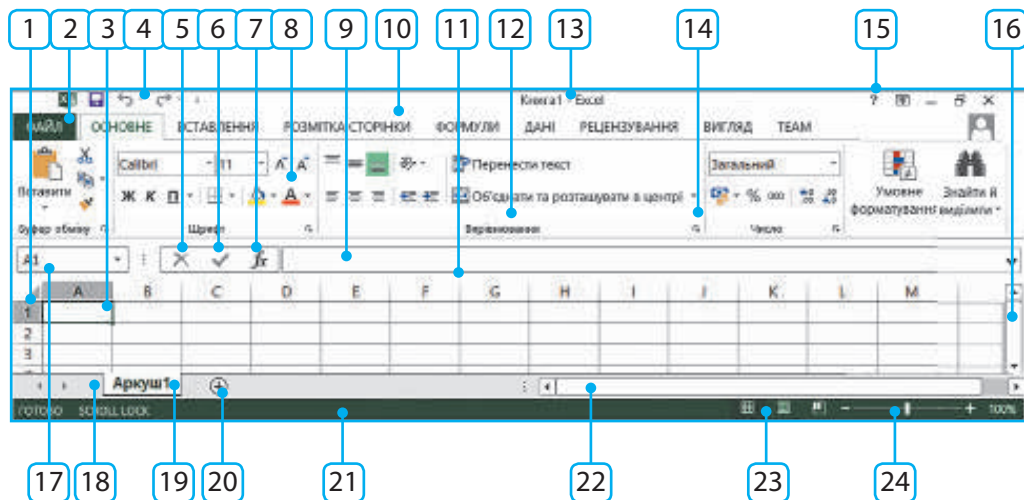 1 2 3 4 5 6 7 8 9 10 11 12 13 14 15 16
Книга1 - Excel ?
ФАЙЛ ОСНОВНЕ ВСТАВЛЕННЯ РОЗМІТКА СТОРІНКИ ФОРМУЛИ ДАНІ РЕЦЕНЗУВАННЯ ВИГЛЯД TEAM
Calibri 11 Перенести текст Загальний
Вставити Ж К П А Об'єднати та розташувати в центрі % 000 Умовне Знайти й
форматування виділити
Буфер обміну Шрифт Вирівнювання Число
A1 fx
A B C D E F G H I J K L M
1
2
3
Аркуш1
ГОТОВО SCROLL LOCK 100%
17 18 19 20 21 22 23 24